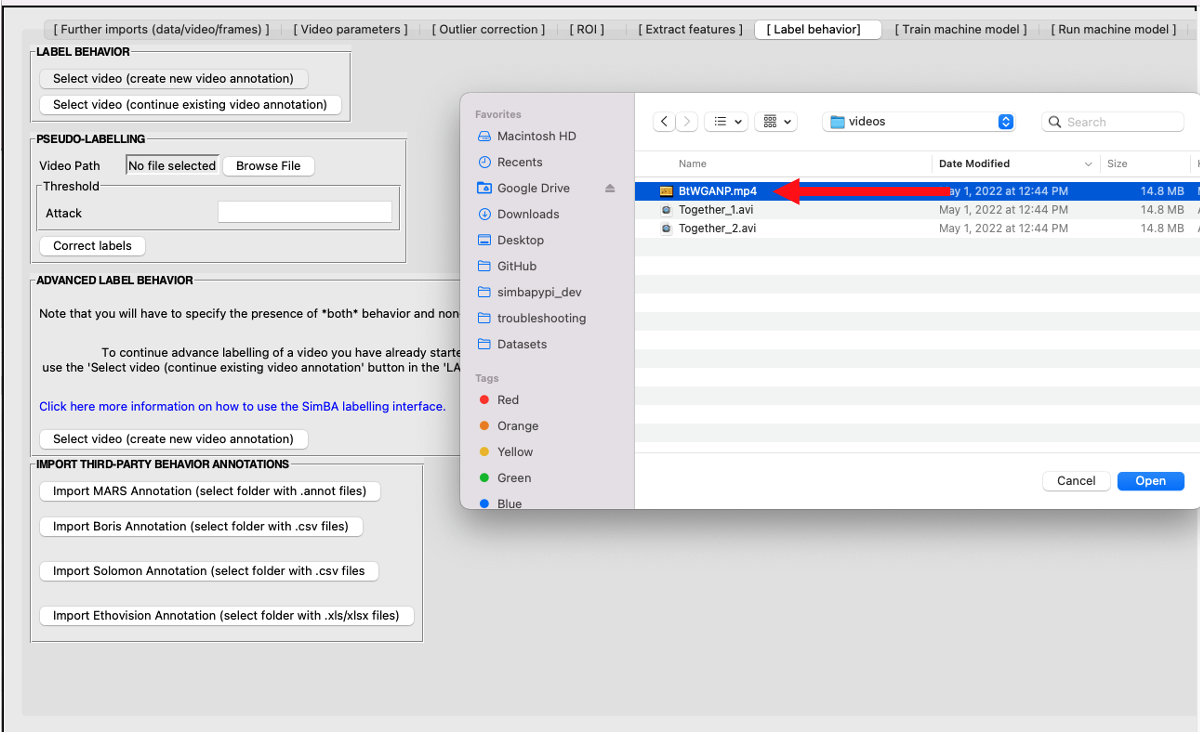 [ Further imports (data/video/frames) ] [ Video parameters ] [ Outlier correction ] [ ROI ] [ Extract features ] [ Label behavior] [ Train machine model ] [ Run machine model ]
LABEL BEHAVIOR
Select video (create new video annotation)
Select video (continue existing video annotation)
PSEUDO-LABELLING
Video Path No file selected Browse File
Threshold
Attack
Correct labels
ADVANCED LABEL BEHAVIOR
Note that you will have to specify the presence of *both* behavior and non-
To continue advance labelling of a video you have already starte
use the 'Select video (continue existing video annotation' button in the 'LA
Click here more information on how to use the SimBA labelling interface.
Select video (create new video annotation)
IMPORT THIRD-PARTY BEHAVIOR ANNOTATIONS
Import MARS Annotation (select folder with .annot files)
Import Boris Annotation (select folder with .csv files)
Import Solomon Annotation (select folder with .csv files
Import Ethovision Annotation (select folder with .xls/xlsx files)
Favorites
Macintosh HD
Recents
Google Drive
Downloads
Desktop
GitHub
simbapypi_dev
troubleshooting
Datasets
Tags
Red
Orange
Yellow
Green
Blue
videos
Search
Name Date Modified Size
BtWGANP.mp4 ay 1, 2022 at 12:44 PM 14.8 MB
Together_1.avi May 1, 2022 at 12:44 PM 14.8 MB
Together_2.avi May 1, 2022 at 12:44 PM 14.8 MB
Cancel Open